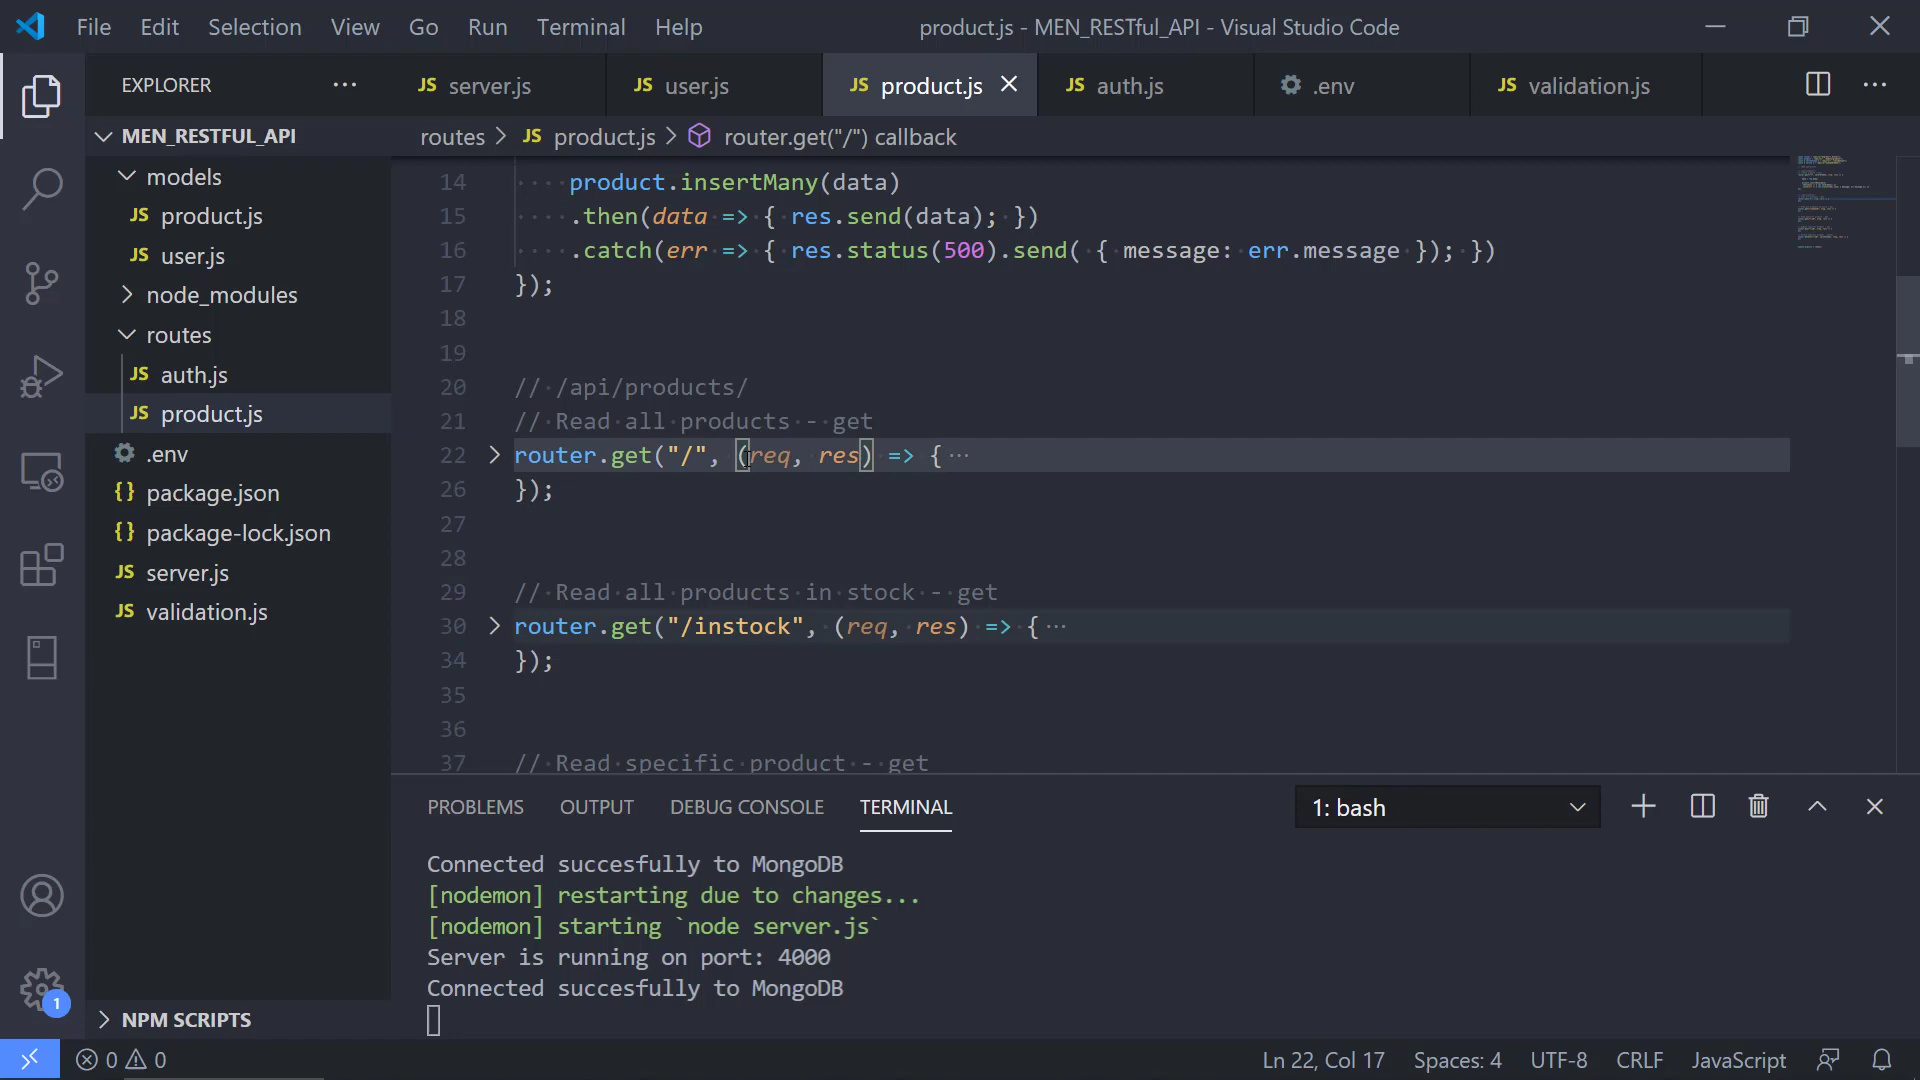 File Edit Selection View Go Run Terminal Help product.js - MEN_RESTful_API - Visual Studio Code
EXPLORER ··· JS server.js JS user.js JS product.js JS auth.js .env JS validation.js
MEN_RESTFUL_API
routes > JS product.js > router.get("/") callback
models
JS product.js
JS user.js
node_modules
routes
JS auth.js
JS product.js
.env
{} package.json
{} package-lock.json
JS server.js
JS validation.js
NPM SCRIPTS
14 product.insertMany(data)
15 .then(data => { res.send(data); })
16 .catch(err => { res.status(500).send( { message: err.message }); })
17 });
18
19
20 // /api/products/
21 // Read all products - get
22 router.get("/", (req, res) => { ···
26 });
27
28
29 // Read all products in stock - get
30 router.get("/instock", (req, res) => { ···
34 });
35
36
37 // Read specific product - get
PROBLEMS OUTPUT DEBUG CONSOLE TERMINAL 1: bash
Connected succesfully to MongoDB
[nodemon] restarting due to changes...
[nodemon] starting `node server.js`
Server is running on port: 4000
Connected succesfully to MongoDB
1
0 0 Ln 22, Col 17 Spaces: 4 UTF-8 CRLF JavaScript